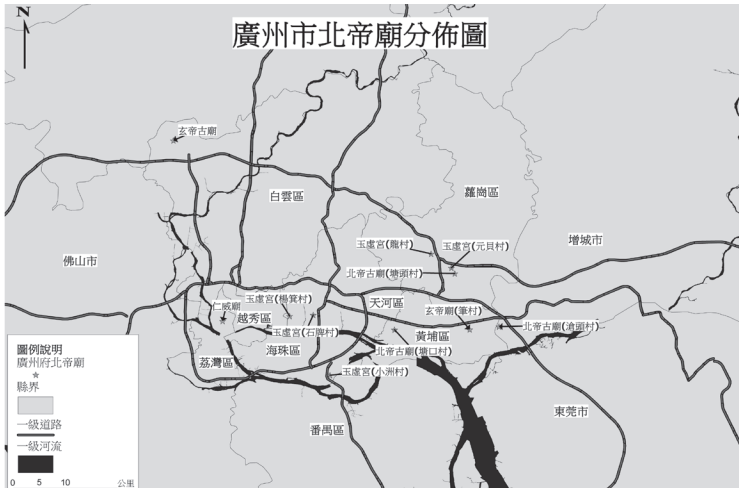 N
廣州市北帝廟分佈圖
玄帝古廟
白雲區
蘿崗區
增城市
玉虛宮(龍村)
玉虛宮(元貝村)
佛山市
北帝古廟(塘頭村)
玉虛宮(楊箕村)
天河區
仁威廟
越秀區
玄帝廟(筆村)
玉虛宮(石牌村)
黃埔區
北帝古廟(滄頭村)
海珠區
北帝古廟(塘口村)
荔灣區
玉虛宮(小洲村)
東莞市
番禺區
圖例說明
廣州府北帝廟
縣界
一級道路
一級河流
0 5 10 公里